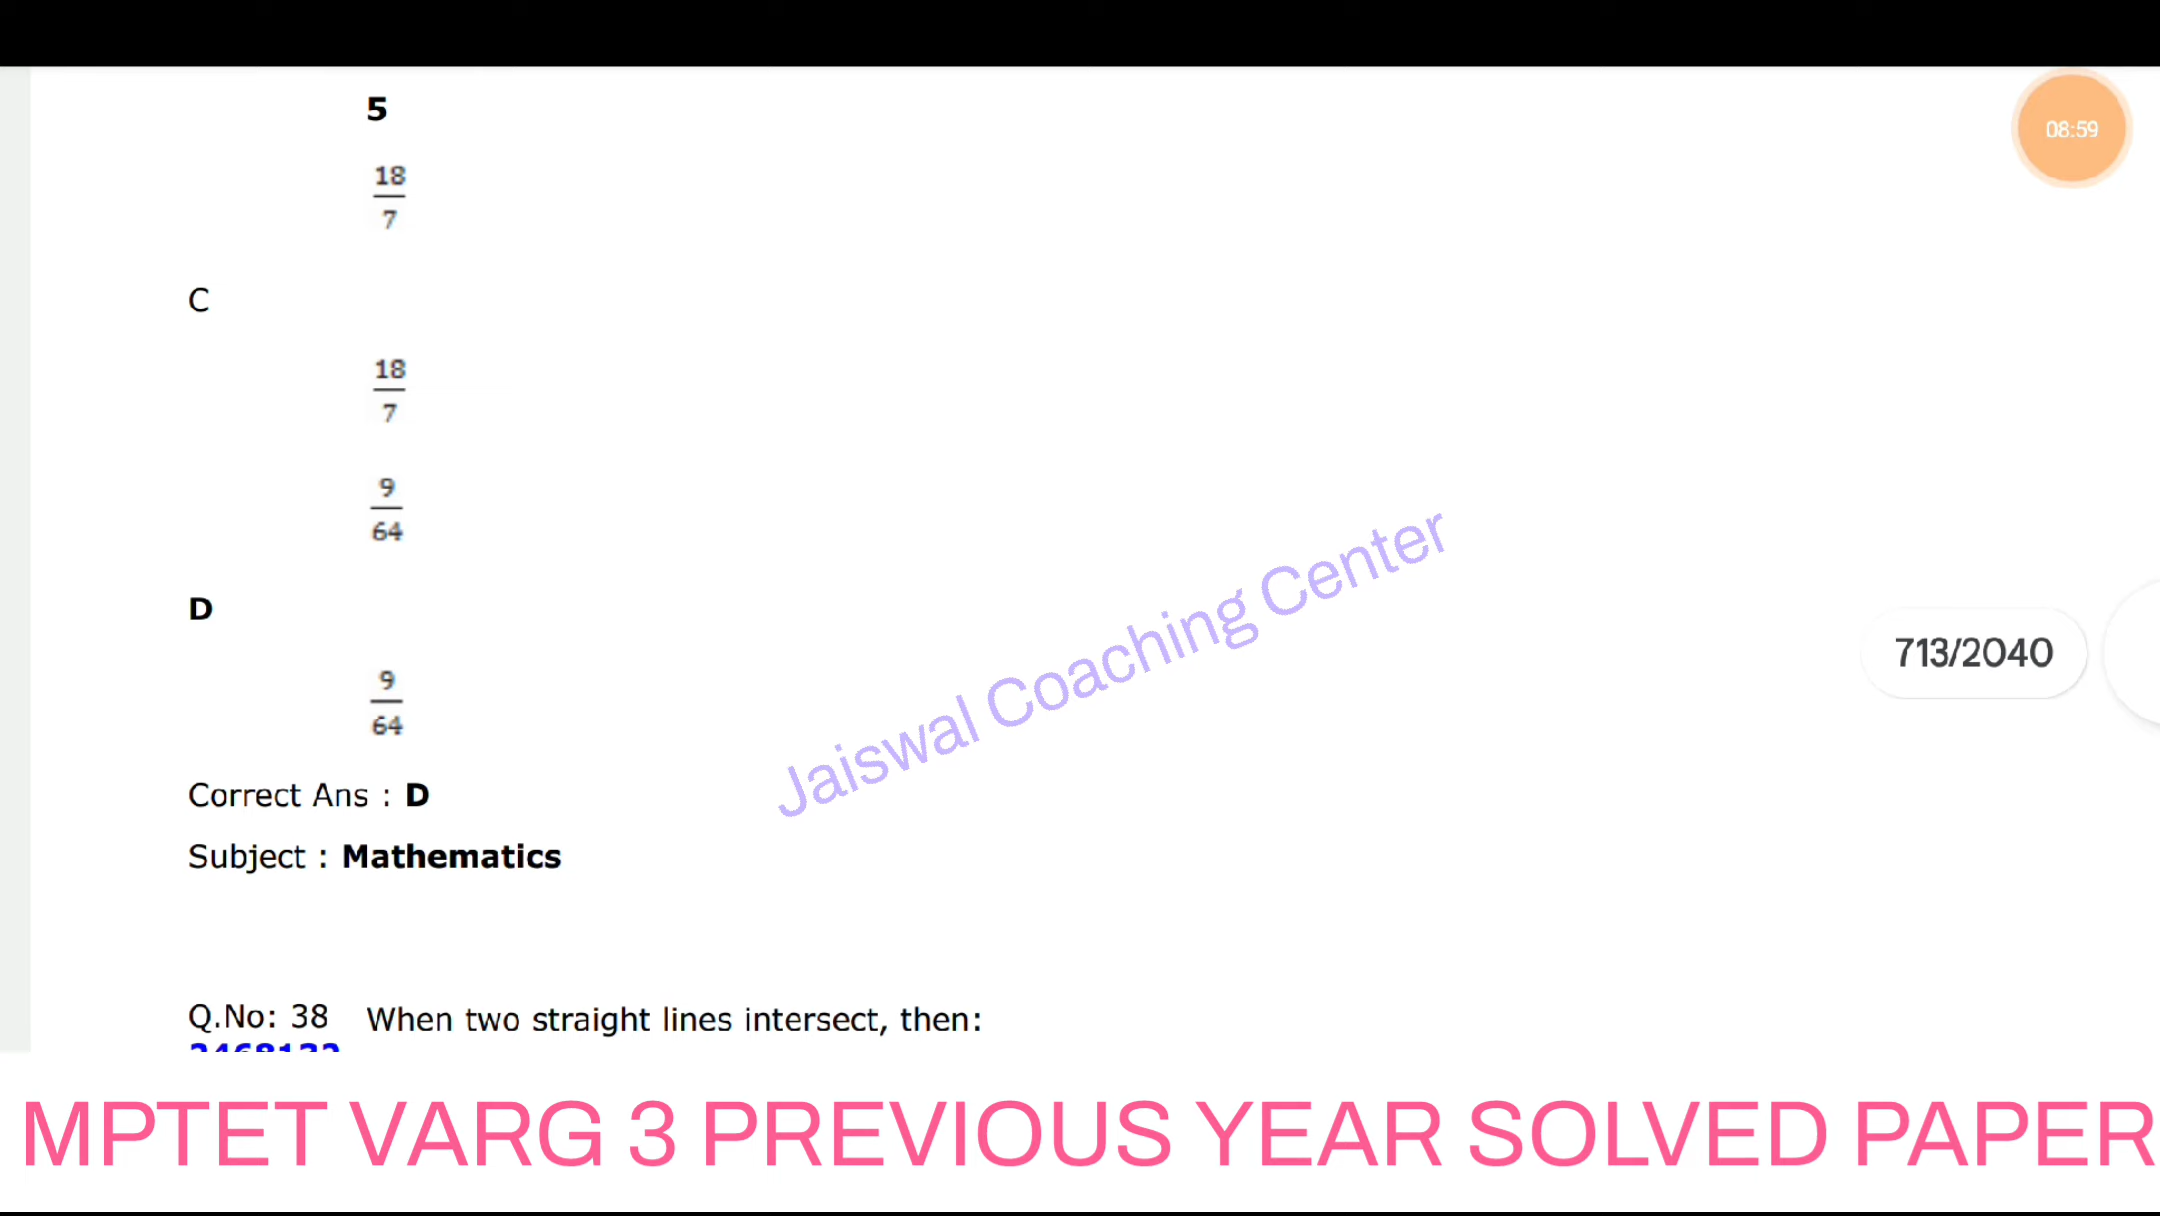 5
18
7
08:59
C
18
7
9
64
D
9
64
Jaiswal Coaching Center
713/2040
Correct Ans : D
Subject : Mathematics
Q.No: 38 When two straight lines intersect, then:
MPTET VARG 3 PREVIOUS YEAR SOLVED PAPER